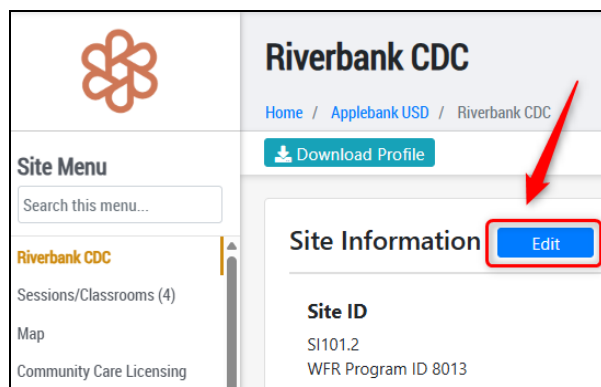 Riverbank CDC
Home / Applebank USD / Riverbank CDC
Download Profile
Site Menu
Search this menu...
Riverbank CDC
Sessions/Classrooms (4)
Map
Community Care Licensing
Site Information
Edit
Site ID
SI101.2
WFR Program ID 8013